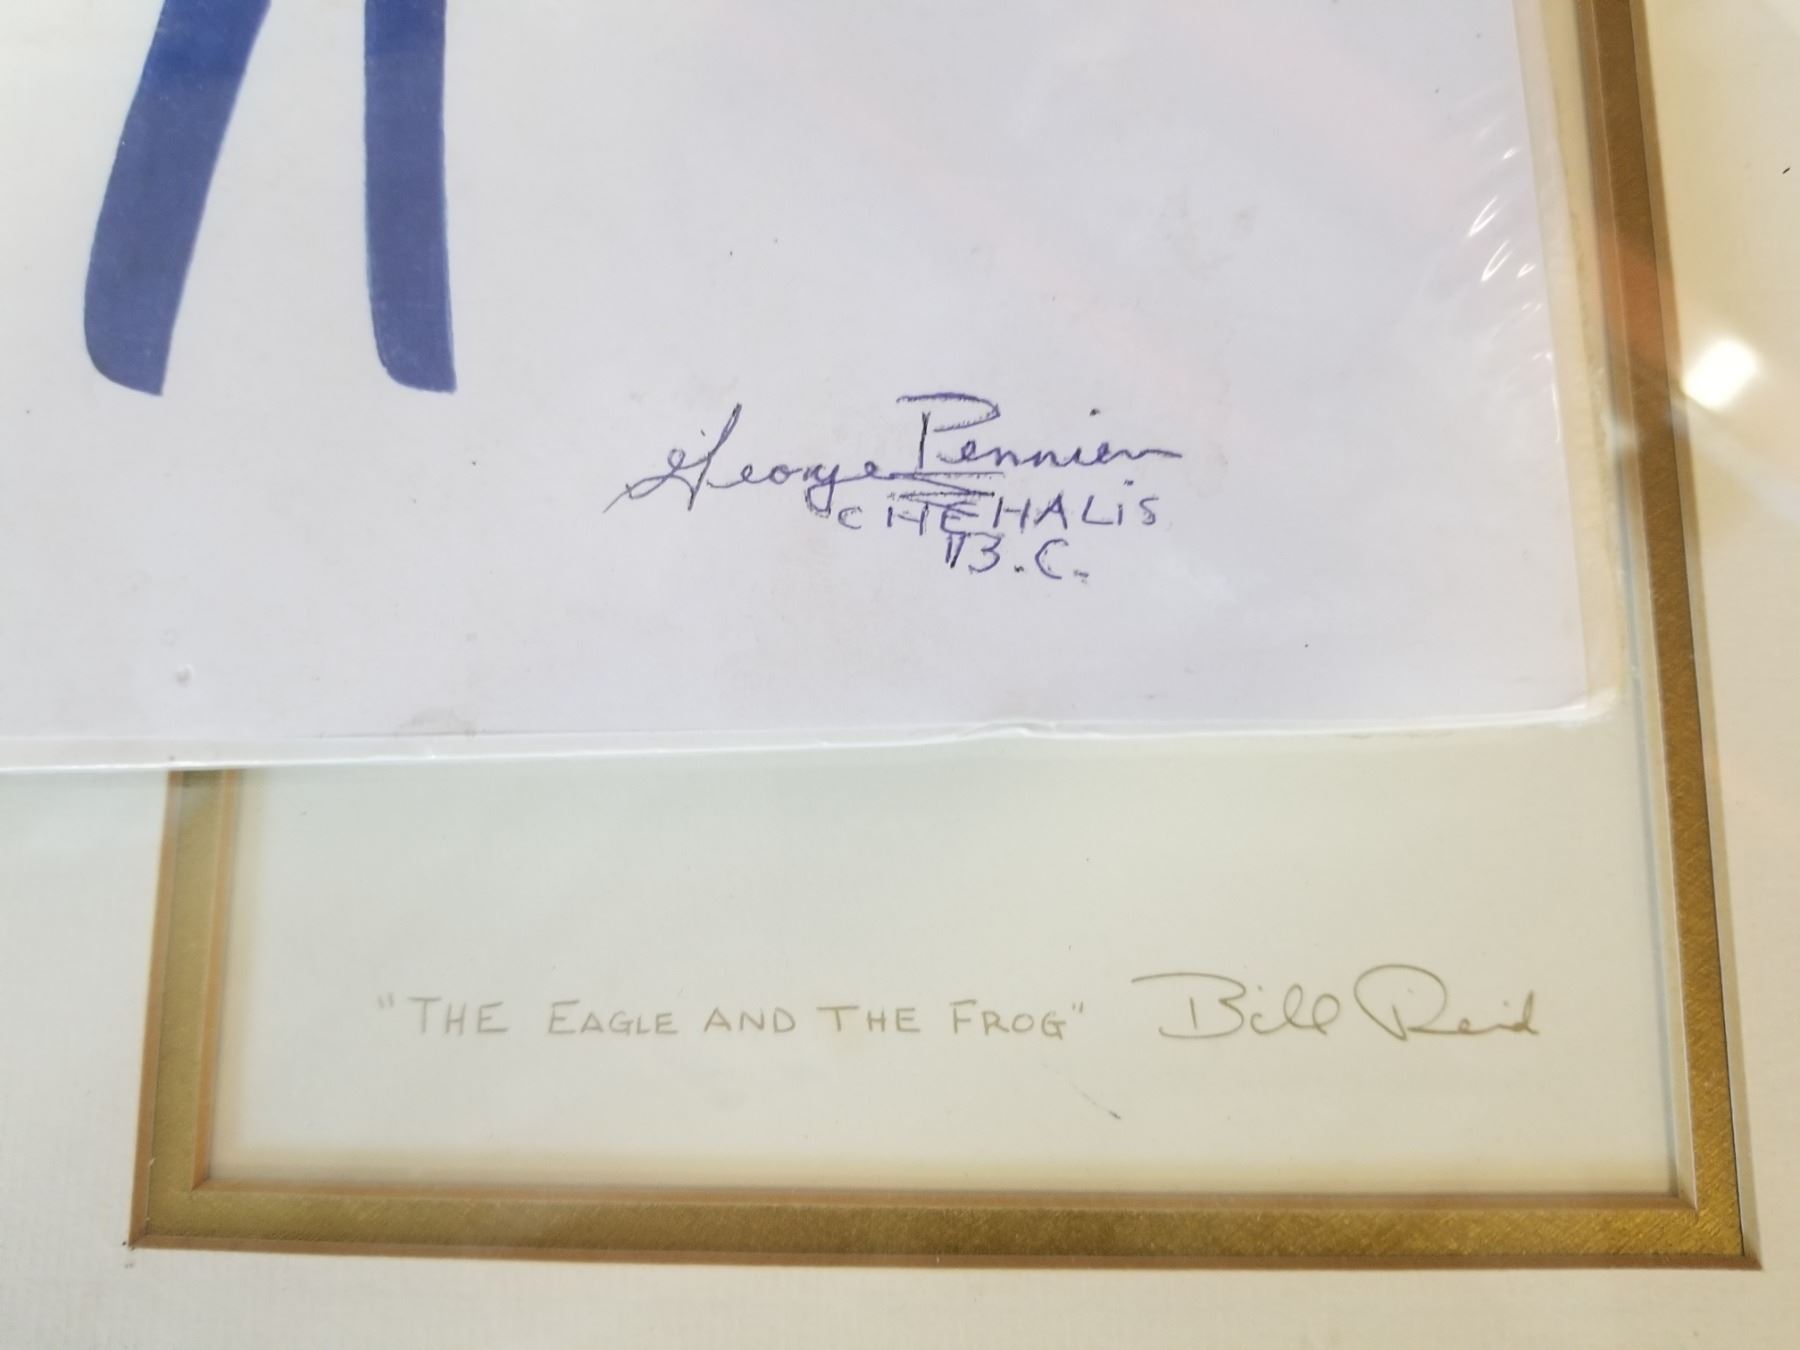 George Pennier
CHEHALIS
B.C.
"THE EAGLE AND THE FROG" Bill Reid